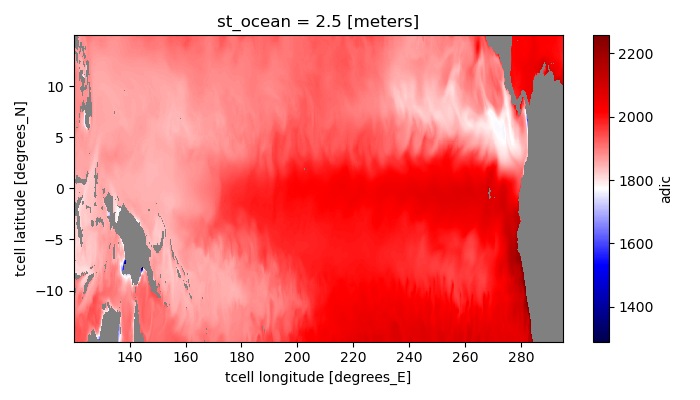 st_ocean = 2.5 [meters]
10
5
0
−5
−10
tcell latitude [degrees_N]
140 160 180 200 220 240 260 280
tcell longitude [degrees_E]
2200
2000
1800
1600
1400
adic